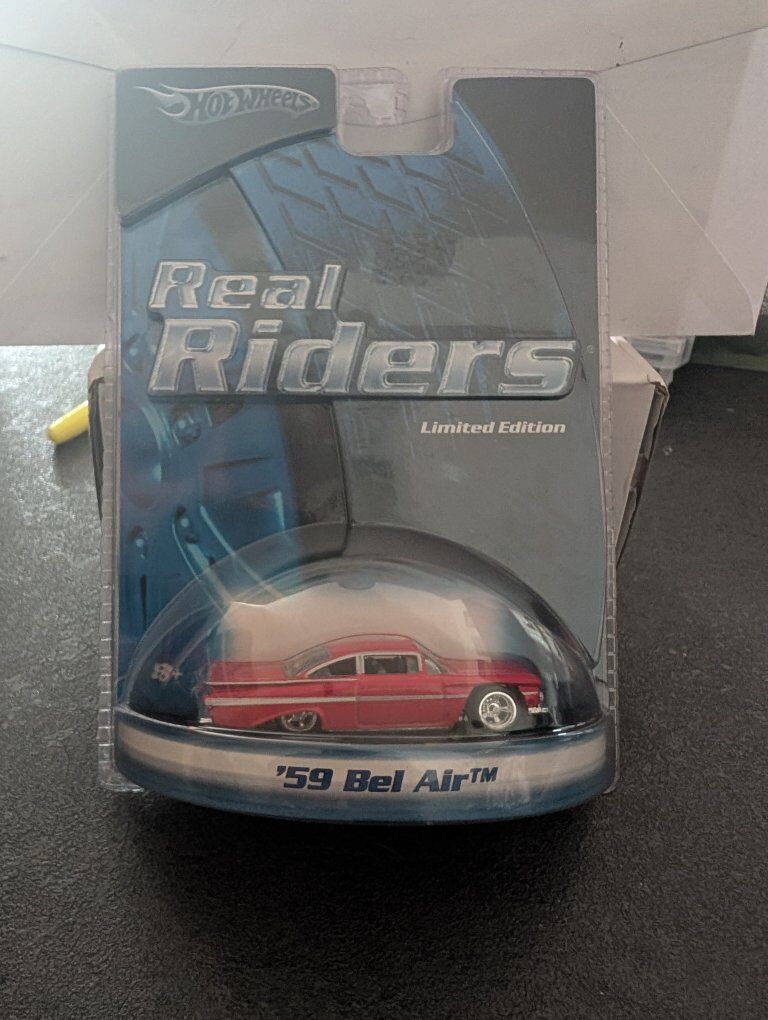 Hot Wheels
Real
Riders
®
Limited Edition
'59 Bel Air™